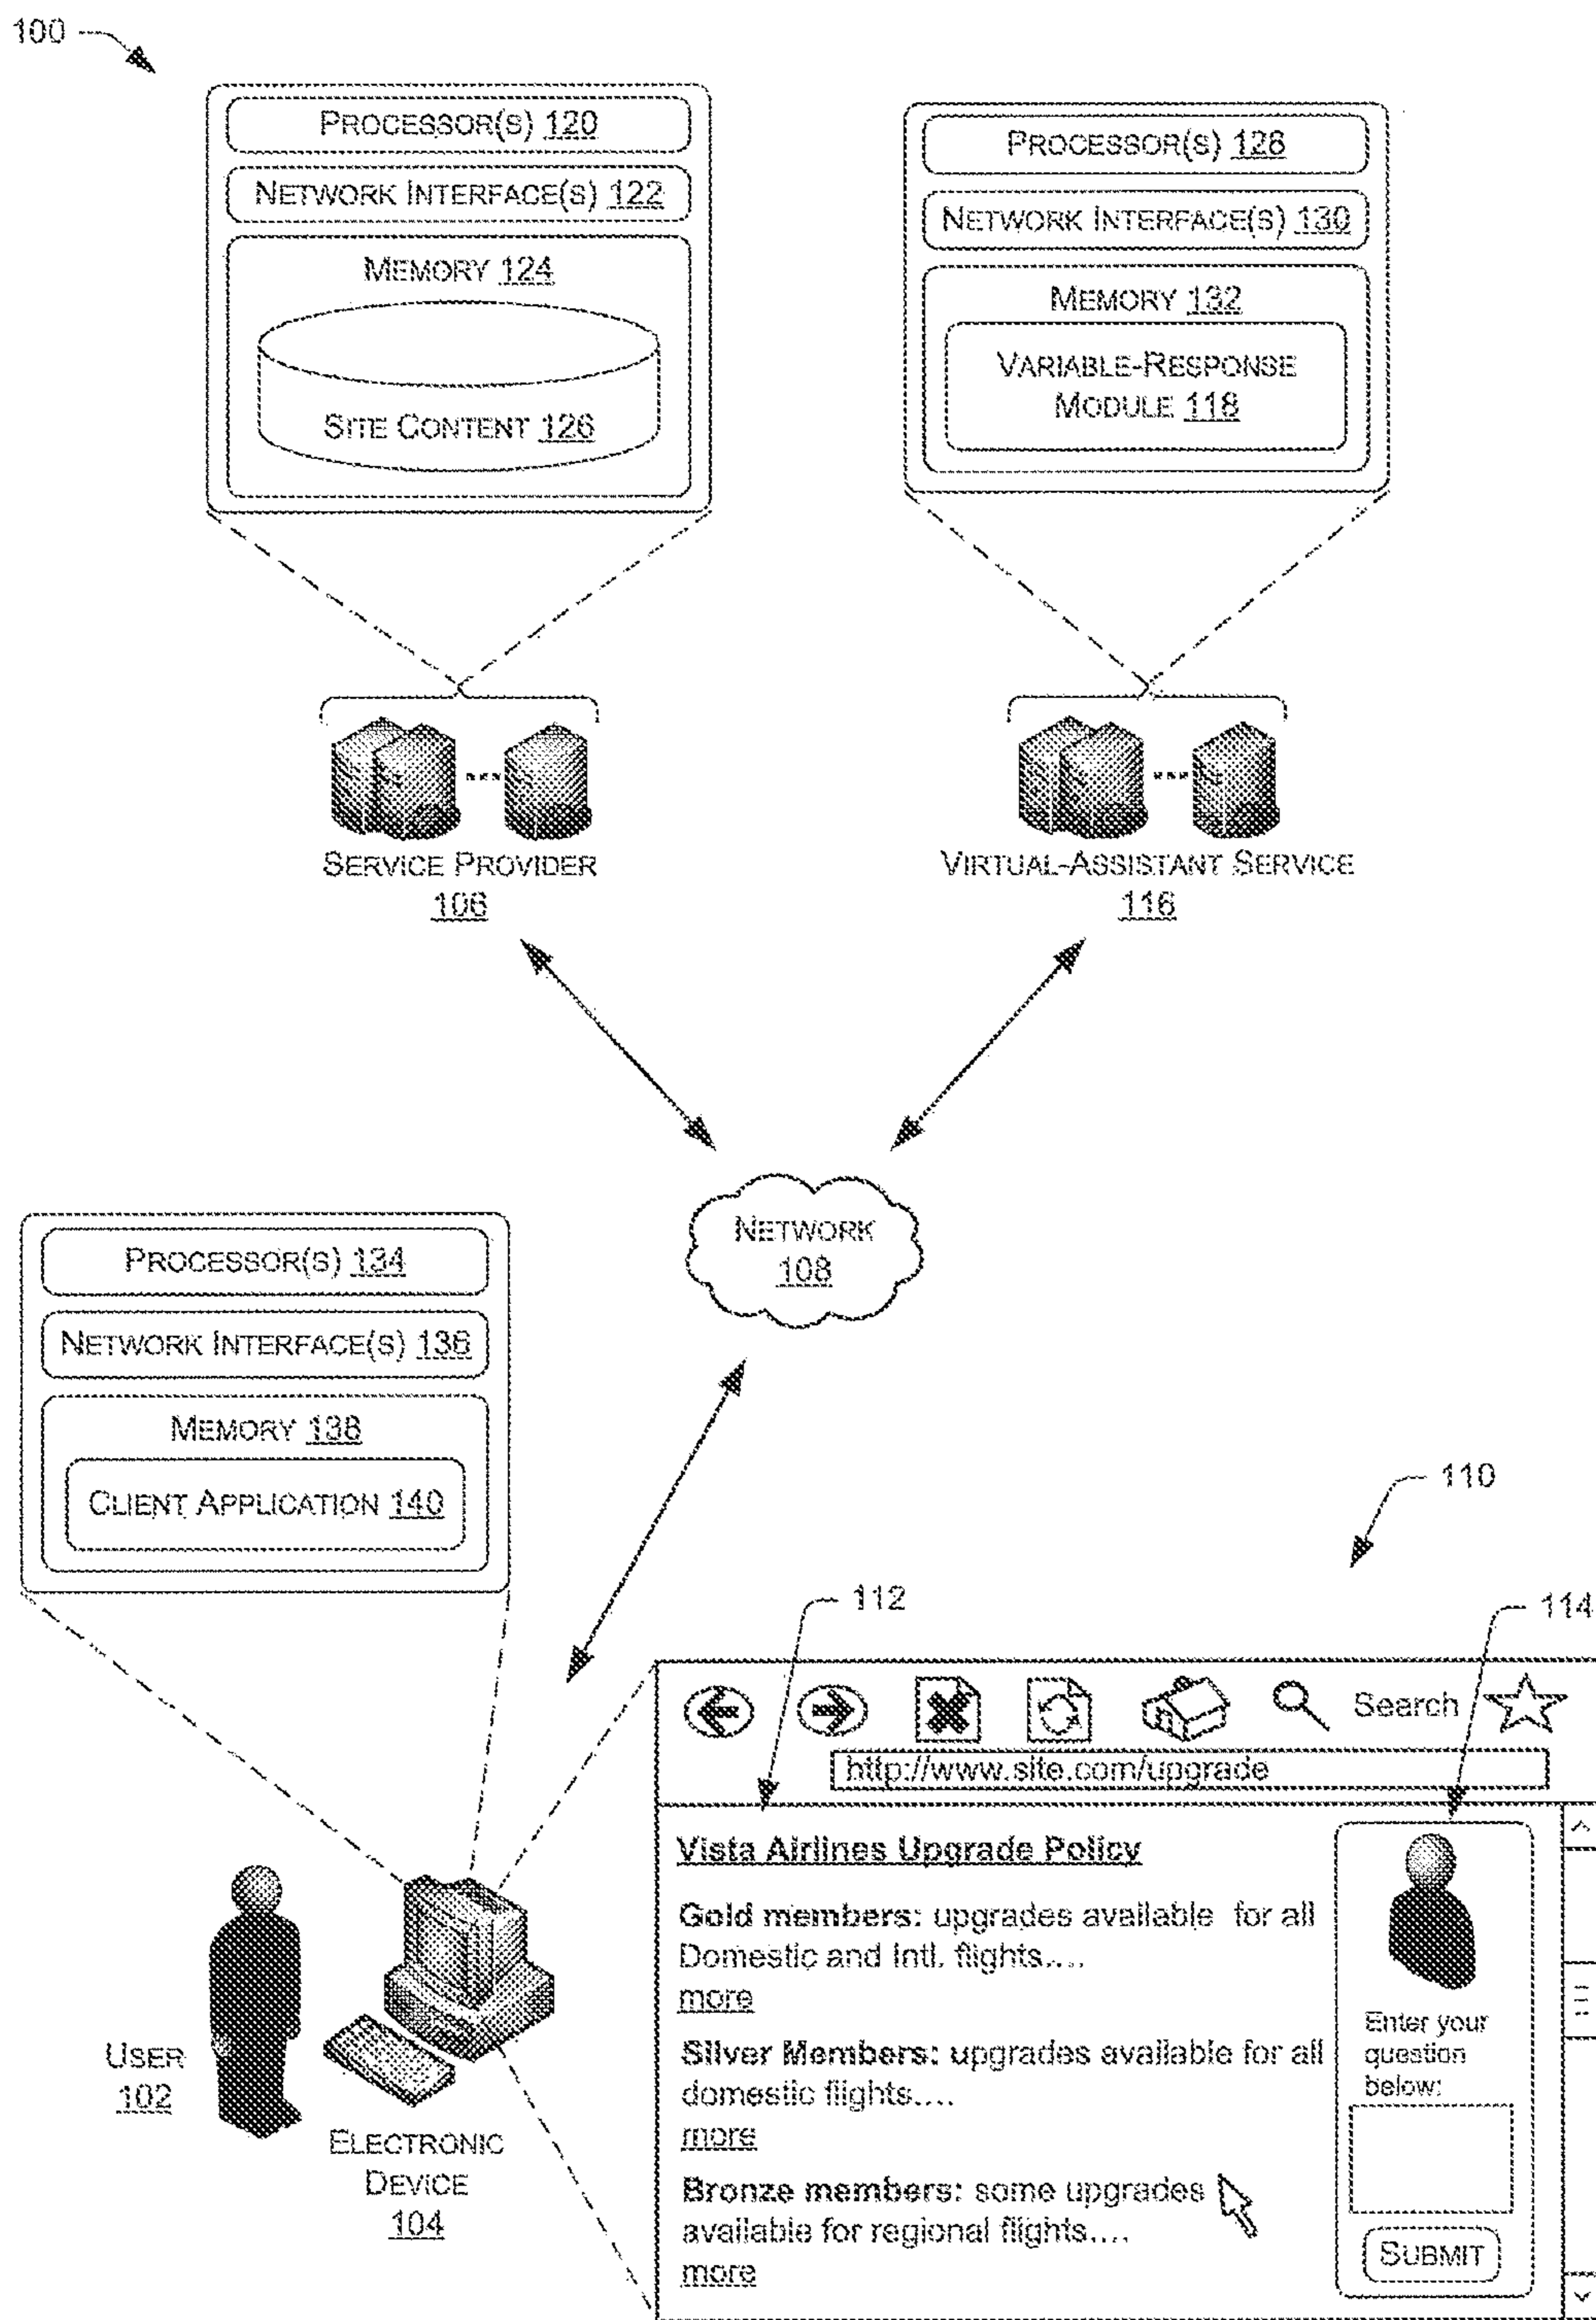 100
PROCESSOR(S) 120
NETWORK INTERFACE(S) 122
MEMORY 124
SITE CONTENT 126
PROCESSOR(S) 128
NETWORK INTERFACE(S) 130
MEMORY 132
VARIABLE-RESPONSE
MODULE 118
SERVICE PROVIDER
106
VIRTUAL-ASSISTANT SERVICE
116
NETWORK
108
PROCESSOR(S) 134
NETWORK INTERFACE(S) 136
MEMORY 138
CLIENT APPLICATION 140
110
112
114
Search
http://www.site.com/upgrade
Vista Airlines Upgrade Policy
Gold members: upgrades available for all
Domestic and Intl. flights....
more
Silver Members: upgrades available for all
domestic flights....
more
Bronze members: some upgrades
available for regional flights....
more
Enter your
question
below:
SUBMIT
USER
102
ELECTRONIC
DEVICE
104